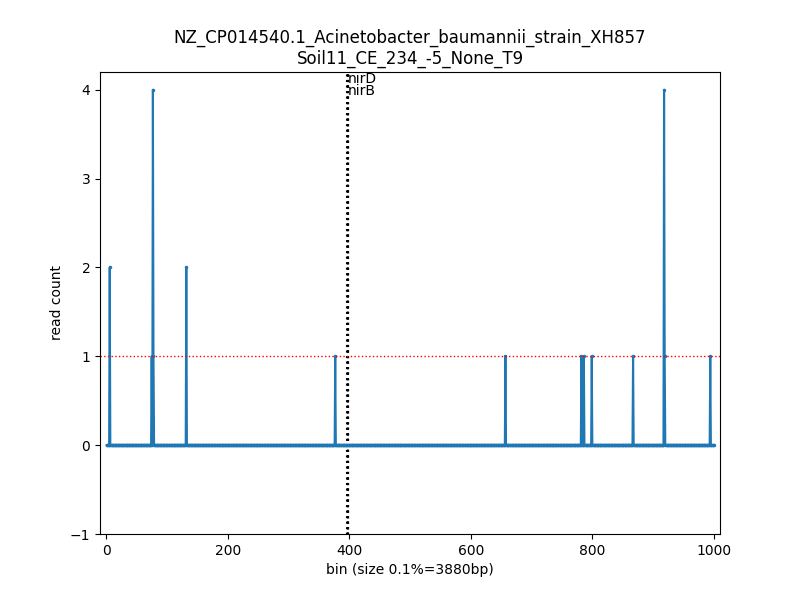 NZ_CP014540.1_Acinetobacter_baumannii_strain_XH857
Soil11_CE_234_-5_None_T9
nirD
nirB
4
3
2
1
0
−1
read count
0 200 400 600 800 1000
bin (size 0.1%=3880bp)